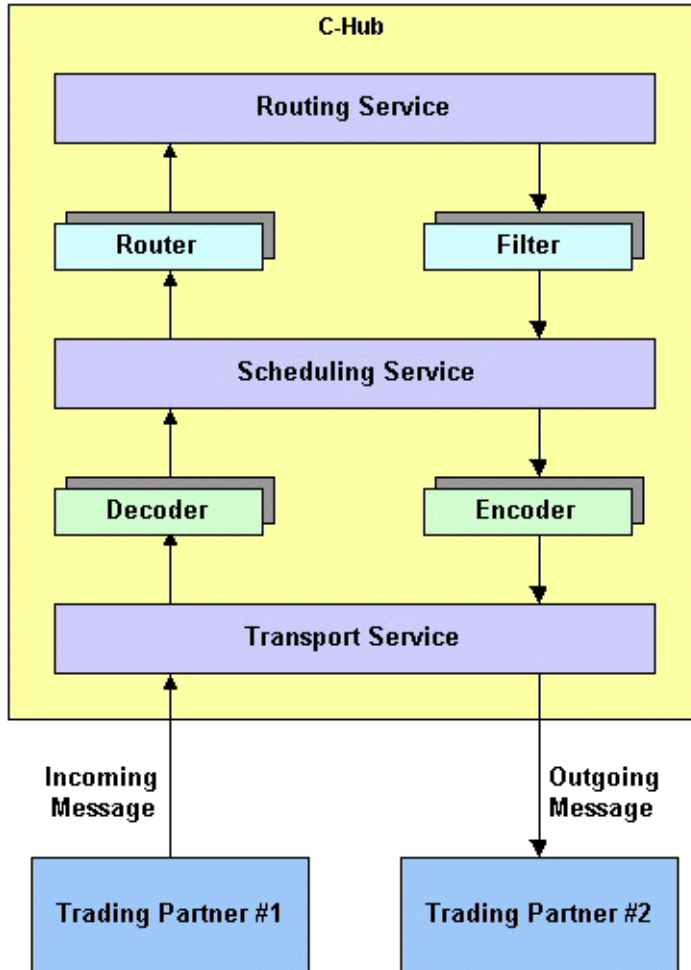 C-Hub
Routing Service
Router
Filter
Scheduling Service
Decoder
Encoder
Transport Service
Incoming
Message
Outgoing
Message
Trading Partner #1
Trading Partner #2